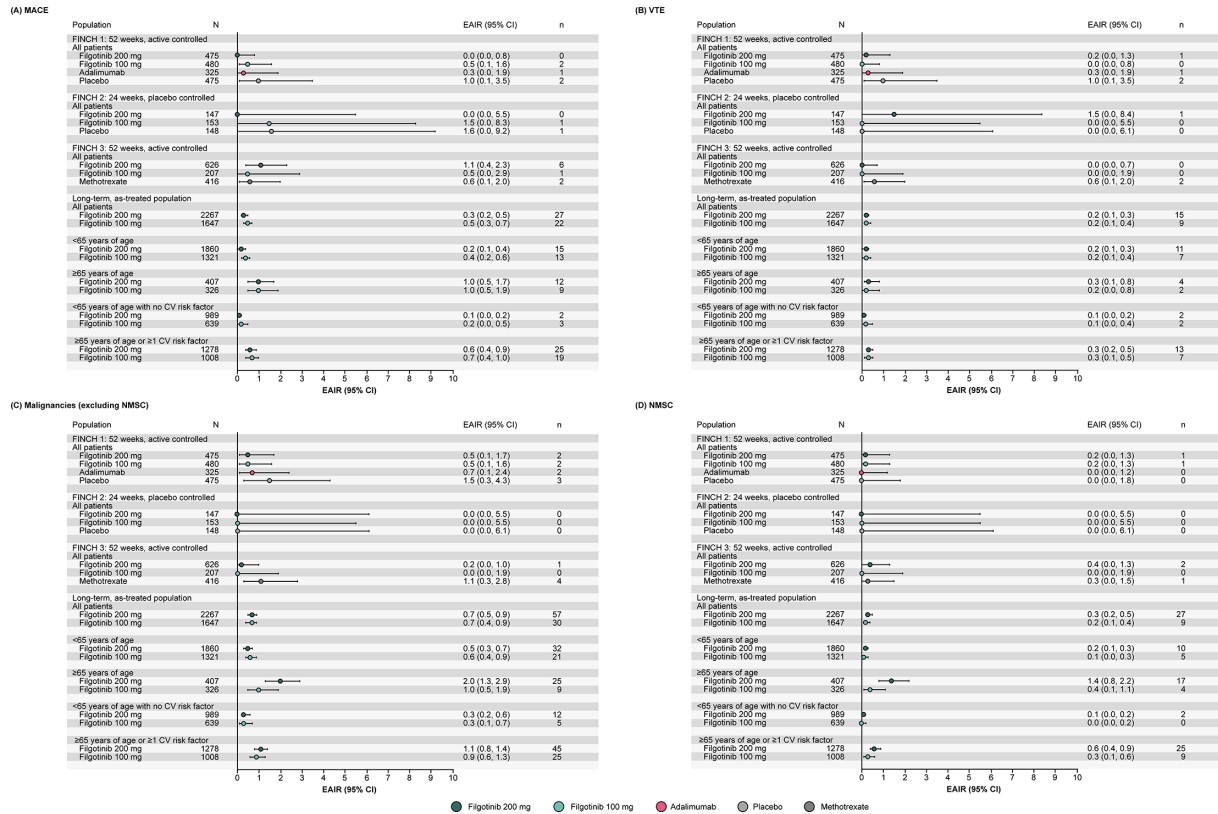 (A) MACE
Population N EAIR (95% CI) n
FINCH 1: 52 weeks, active controlled
All patients
Filgotinib 200 mg 475 0.0 (0.0, 0.8) 0
Filgotinib 100 mg 480 0.5 (0.1, 1.6) 2
Adalimumab 325 0.3 (0.0, 1.9) 1
Placebo 475 1.0 (0.1, 3.5) 2
FINCH 2: 24 weeks, placebo controlled
All patients
Filgotinib 200 mg 147 0.0 (0.0, 5.5) 0
Filgotinib 100 mg 153 1.5 (0.0, 8.3) 1
Placebo 148 1.6 (0.0, 9.2) 1
FINCH 3: 52 weeks, active controlled
All patients
Filgotinib 200 mg 626 1.1 (0.4, 2.3) 6
Filgotinib 100 mg 207 0.5 (0.0, 2.9) 1
Methotrexate 416 0.6 (0.1, 2.0) 2
Long-term, as-treated population
All patients
Filgotinib 200 mg 2267 0.3 (0.2, 0.5) 27
Filgotinib 100 mg 1647 0.5 (0.3, 0.7) 22
<65 years of age
Filgotinib 200 mg 1860 0.2 (0.1, 0.4) 15
Filgotinib 100 mg 1321 0.4 (0.2, 0.6) 13
≥65 years of age
Filgotinib 200 mg 407 1.0 (0.5, 1.7) 12
Filgotinib 100 mg 326 1.0 (0.5, 1.9) 9
<65 years of age with no CV risk factor
Filgotinib 200 mg 989 0.1 (0.0, 0.2) 2
Filgotinib 100 mg 639 0.2 (0.0, 0.5) 3
≥65 years of age or ≥1 CV risk factor
Filgotinib 200 mg 1278 0.6 (0.4, 0.9) 25
Filgotinib 100 mg 1008 0.7 (0.4, 1.0) 19
0 1 2 3 4 5 6 7 8 9 10
EAIR (95% CI)
(B) VTE
Population N EAIR (95% CI) n
FINCH 1: 52 weeks, active controlled
All patients
Filgotinib 200 mg 475 0.2 (0.0, 1.3) 1
Filgotinib 100 mg 480 0.0 (0.0, 0.8) 0
Adalimumab 325 0.3 (0.0, 1.9) 1
Placebo 475 1.0 (0.1, 3.5) 2
FINCH 2: 24 weeks, placebo controlled
All patients
Filgotinib 200 mg 147 1.5 (0.0, 8.4) 1
Filgotinib 100 mg 153 0.0 (0.0, 5.5) 0
Placebo 148 0.0 (0.0, 6.1) 0
FINCH 3: 52 weeks, active controlled
All patients
Filgotinib 200 mg 626 0.0 (0.0, 0.7) 0
Filgotinib 100 mg 207 0.0 (0.0, 1.9) 0
Methotrexate 416 0.6 (0.1, 2.0) 2
Long-term, as-treated population
All patients
Filgotinib 200 mg 2267 0.2 (0.1, 0.3) 15
Filgotinib 100 mg 1647 0.2 (0.1, 0.4) 9
<65 years of age
Filgotinib 200 mg 1860 0.2 (0.1, 0.3) 11
Filgotinib 100 mg 1321 0.2 (0.1, 0.4) 7
≥65 years of age
Filgotinib 200 mg 407 0.3 (0.1, 0.8) 4
Filgotinib 100 mg 326 0.2 (0.0, 0.8) 2
<65 years of age with no CV risk factor
Filgotinib 200 mg 989 0.1 (0.0, 0.2) 2
Filgotinib 100 mg 639 0.1 (0.0, 0.4) 2
≥65 years of age or ≥1 CV risk factor
Filgotinib 200 mg 1278 0.3 (0.2, 0.5) 13
Filgotinib 100 mg 1008 0.3 (0.1, 0.5) 7
0 1 2 3 4 5 6 7 8 9 10
EAIR (95% CI)
(C) Malignancies (excluding NMSC)
Population N EAIR (95% CI) n
FINCH 1: 52 weeks, active controlled
All patients
Filgotinib 200 mg 475 0.5 (0.1, 1.7) 2
Filgotinib 100 mg 480 0.5 (0.1, 1.6) 2
Adalimumab 325 0.7 (0.1, 2.4) 2
Placebo 475 1.5 (0.3, 4.3) 3
FINCH 2: 24 weeks, placebo controlled
All patients
Filgotinib 200 mg 147 0.0 (0.0, 5.5) 0
Filgotinib 100 mg 153 0.0 (0.0, 5.5) 0
Placebo 148 0.0 (0.0, 6.1) 0
FINCH 3: 52 weeks, active controlled
All patients
Filgotinib 200 mg 626 0.2 (0.0, 1.0) 1
Filgotinib 100 mg 207 0.0 (0.0, 1.9) 0
Methotrexate 416 1.1 (0.3, 2.8) 4
Long-term, as-treated population
All patients
Filgotinib 200 mg 2267 0.7 (0.5, 0.9) 57
Filgotinib 100 mg 1647 0.7 (0.4, 0.9) 30
<65 years of age
Filgotinib 200 mg 1860 0.5 (0.3, 0.7) 32
Filgotinib 100 mg 1321 0.6 (0.4, 0.9) 21
≥65 years of age
Filgotinib 200 mg 407 2.0 (1.3, 2.9) 25
Filgotinib 100 mg 326 1.0 (0.5, 1.9) 9
<65 years of age with no CV risk factor
Filgotinib 200 mg 989 0.3 (0.2, 0.6) 12
Filgotinib 100 mg 639 0.3 (0.1, 0.7) 5
≥65 years of age or ≥1 CV risk factor
Filgotinib 200 mg 1278 1.1 (0.8, 1.4) 45
Filgotinib 100 mg 1008 0.9 (0.6, 1.3) 25
0 1 2 3 4 5 6 7 8 9 10
EAIR (95% CI)
(D) NMSC
Population N EAIR (95% CI) n
FINCH 1: 52 weeks, active controlled
All patients
Filgotinib 200 mg 475 0.2 (0.0, 1.3) 1
Filgotinib 100 mg 480 0.2 (0.0, 1.3) 1
Adalimumab 325 0.0 (0.0, 1.2) 0
Placebo 475 0.0 (0.0, 1.8) 0
FINCH 2: 24 weeks, placebo controlled
All patients
Filgotinib 200 mg 147 0.0 (0.0, 5.5) 0
Filgotinib 100 mg 153 0.0 (0.0, 5.5) 0
Placebo 148 0.0 (0.0, 6.1) 0
FINCH 3: 52 weeks, active controlled
All patients
Filgotinib 200 mg 626 0.4 (0.0, 1.3) 2
Filgotinib 100 mg 207 0.0 (0.0, 1.9) 0
Methotrexate 416 0.3 (0.0, 1.5) 1
Long-term, as-treated population
All patients
Filgotinib 200 mg 2267 0.3 (0.2, 0.5) 27
Filgotinib 100 mg 1647 0.2 (0.1, 0.4) 9
<65 years of age
Filgotinib 200 mg 1860 0.2 (0.1, 0.3) 10
Filgotinib 100 mg 1321 0.1 (0.0, 0.3) 5
≥65 years of age
Filgotinib 200 mg 407 1.4 (0.8, 2.2) 17
Filgotinib 100 mg 326 0.4 (0.1, 1.1) 4
<65 years of age with no CV risk factor
Filgotinib 200 mg 989 0.1 (0.0, 0.2) 2
Filgotinib 100 mg 639 0.0 (0.0, 0.2) 0
≥65 years of age or ≥1 CV risk factor
Filgotinib 200 mg 1278 0.6 (0.4, 0.9) 25
Filgotinib 100 mg 1008 0.3 (0.1, 0.6) 9
0 1 2 3 4 5 6 7 8 9 10
EAIR (95% CI)
Filgotinib 200 mg Filgotinib 100 mg Adalimumab Placebo Methotrexate